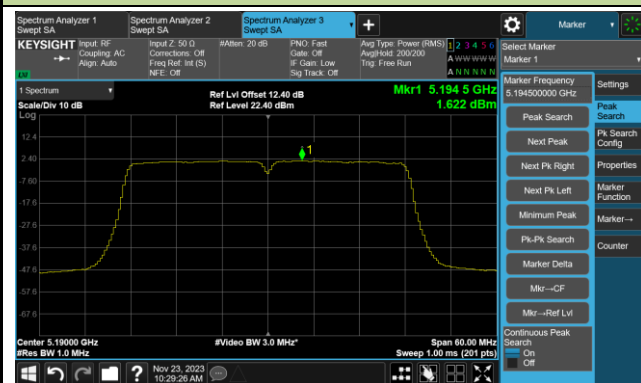 Spectrum Analyzer 1
Swept SA
Spectrum Analyzer 2
Swept SA
Spectrum Analyzer 3
Swept SA
Marker
KEYSIGHT
Input: RF
Coupling: AC
Align: Auto
Input Z: 50 Ω
Corrections: Off
Freq Ref: Int (S)
NFE: Off
#Atten: 20 dB
PNO: Fast
Gate: Off
IF Gain: Low
Sig Track: Off
Avg Type: Power (RMS)
Avg|Hold: 200/200
Trig: Free Run
1 2 3 4 5 6
A W W W W W
A N N N N N
Select Marker
Marker 1
1 Spectrum
Scale/Div 10 dB
Log
Ref Lvl Offset 12.40 dB
Ref Level 22.40 dBm
Mkr1 5.194 5 GHz
1.622 dBm
12.4
2.40
-7.60
-17.6
-27.6
-37.6
-47.6
-57.6
-67.6
1
Center 5.19000 GHz
#Res BW 1.0 MHz
#Video BW 3.0 MHz*
Span 60.00 MHz
Sweep 1.00 ms (201 pts)
Marker Frequency
5.194500000 GHz
Peak Search
Next Peak
Next Pk Right
Next Pk Left
Minimum Peak
Pk-Pk Search
Marker Delta
Mkr→CF
Mkr→Ref Lvl
Continuous Peak
Search
On
Off
Settings
Peak
Search
Pk Search
Config
Properties
Marker
Function
Marker→
Counter
Nov 23, 2023
10:29:26 AM